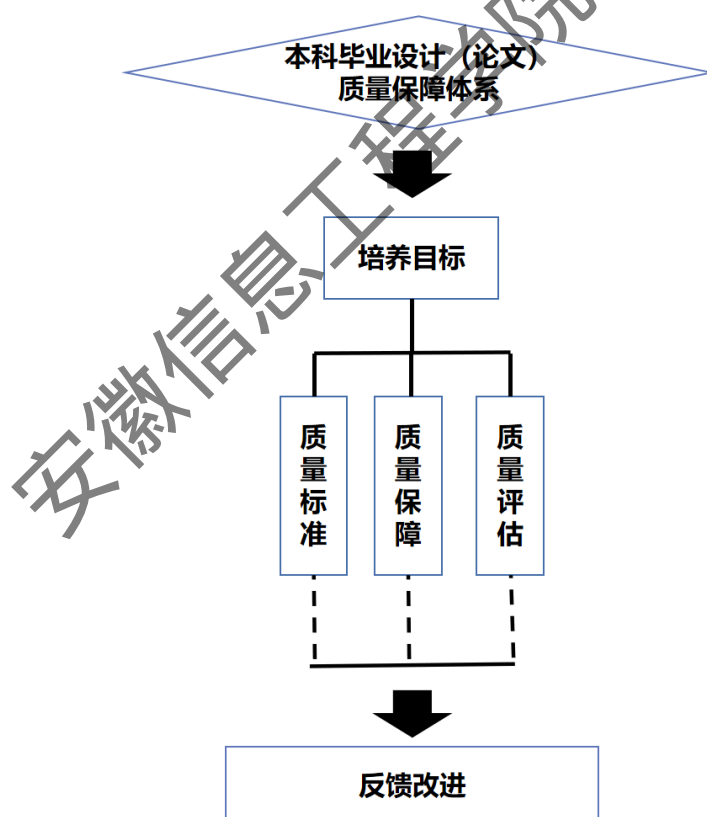 本科毕业设计（论文）
质量保障体系
培养目标
质量标准
质量保障
质量评估
反馈改进
安徽信息工程学院